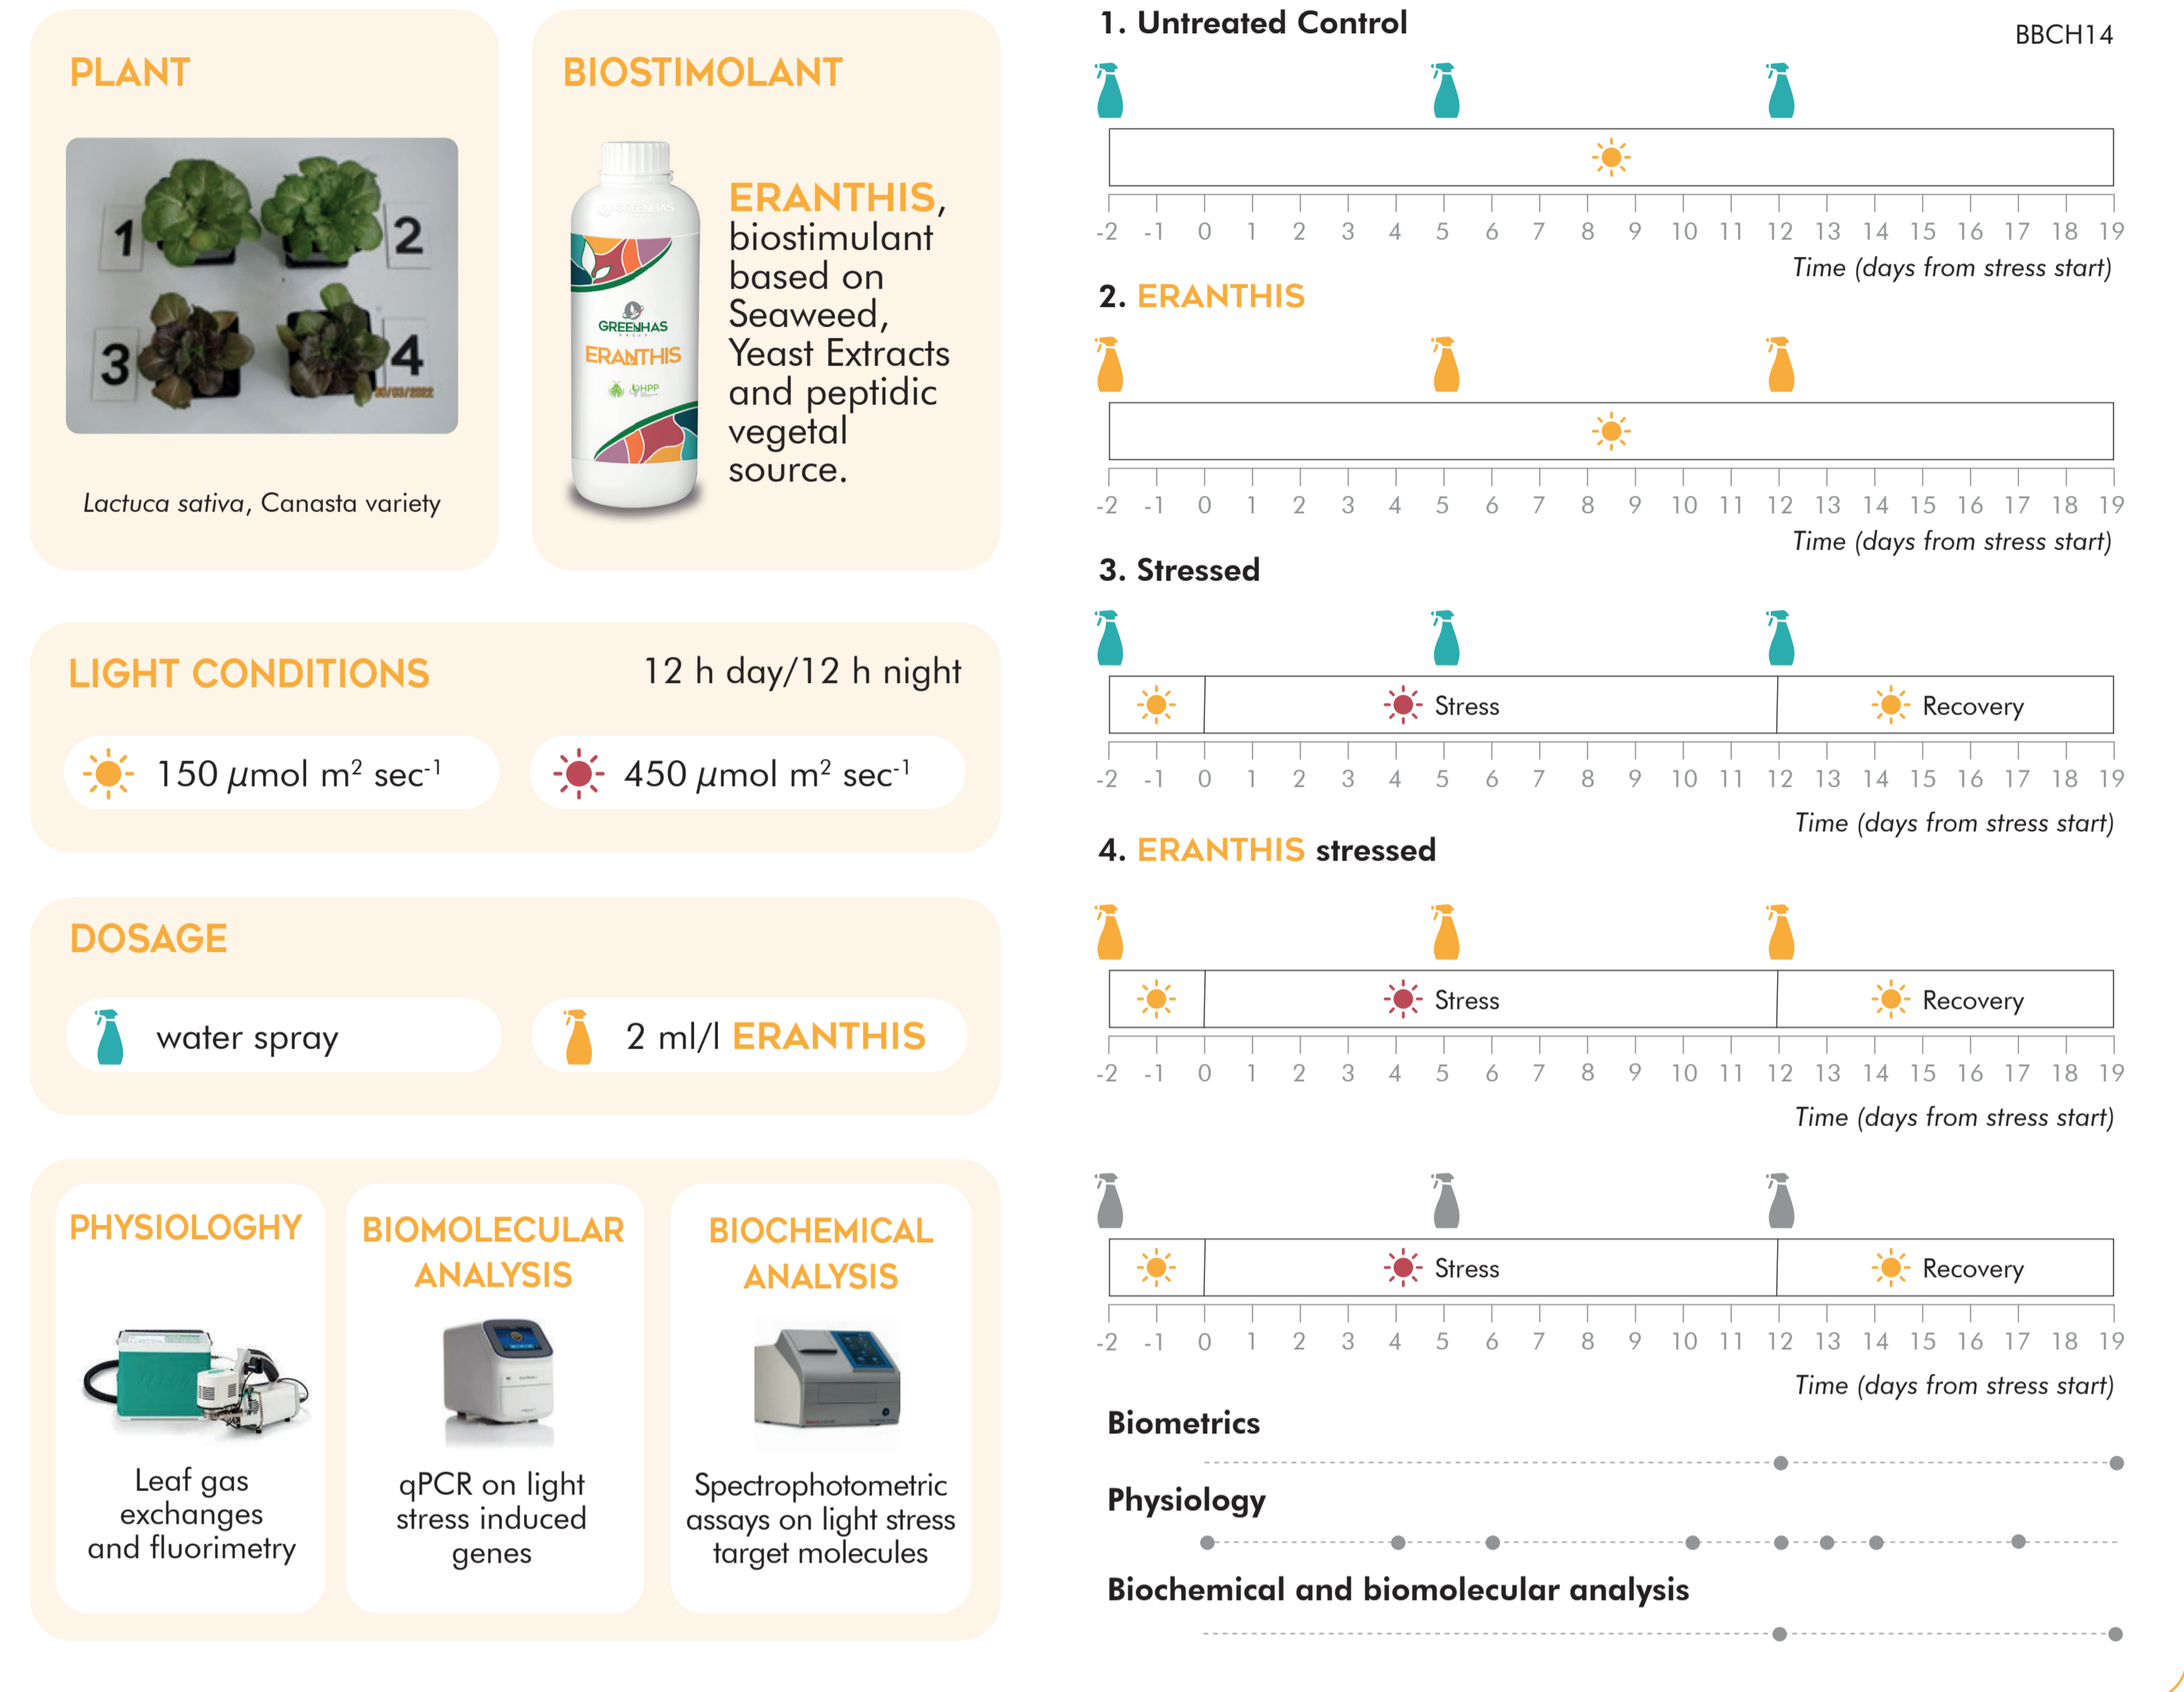 PLANT
1
2
3
4
30/03/2022
Lactuca sativa, Canasta variety
BIOSTIMOLANT
GREENHAS
GREENHAS
ERANTHIS
HPP
ERANTHIS,
biostimulant
based on
Seaweed,
Yeast Extracts
and peptidic
vegetal
source.
LIGHT CONDITIONS
12 h day/12 h night
150 µmol m² sec⁻¹
450 µmol m² sec⁻¹
DOSAGE
water spray
2 ml/l ERANTHIS
PHYSIOLOGHY
Leaf gas
exchanges
and fluorimetry
BIOMOLECULAR
ANALYSIS
qPCR on light
stress induced
genes
BIOCHEMICAL
ANALYSIS
Spectrophotometric
assays on light stress
target molecules
1. Untreated Control
BBCH14
-2 -1 0 1 2 3 4 5 6 7 8 9 10 11 12 13 14 15 16 17 18 19
Time (days from stress start)
2. ERANTHIS
-2 -1 0 1 2 3 4 5 6 7 8 9 10 11 12 13 14 15 16 17 18 19
Time (days from stress start)
3. Stressed
Stress Recovery
-2 -1 0 1 2 3 4 5 6 7 8 9 10 11 12 13 14 15 16 17 18 19
Time (days from stress start)
4. ERANTHIS stressed
Stress Recovery
-2 -1 0 1 2 3 4 5 6 7 8 9 10 11 12 13 14 15 16 17 18 19
Time (days from stress start)
Stress Recovery
-2 -1 0 1 2 3 4 5 6 7 8 9 10 11 12 13 14 15 16 17 18 19
Time (days from stress start)
Biometrics
Physiology
Biochemical and biomolecular analysis